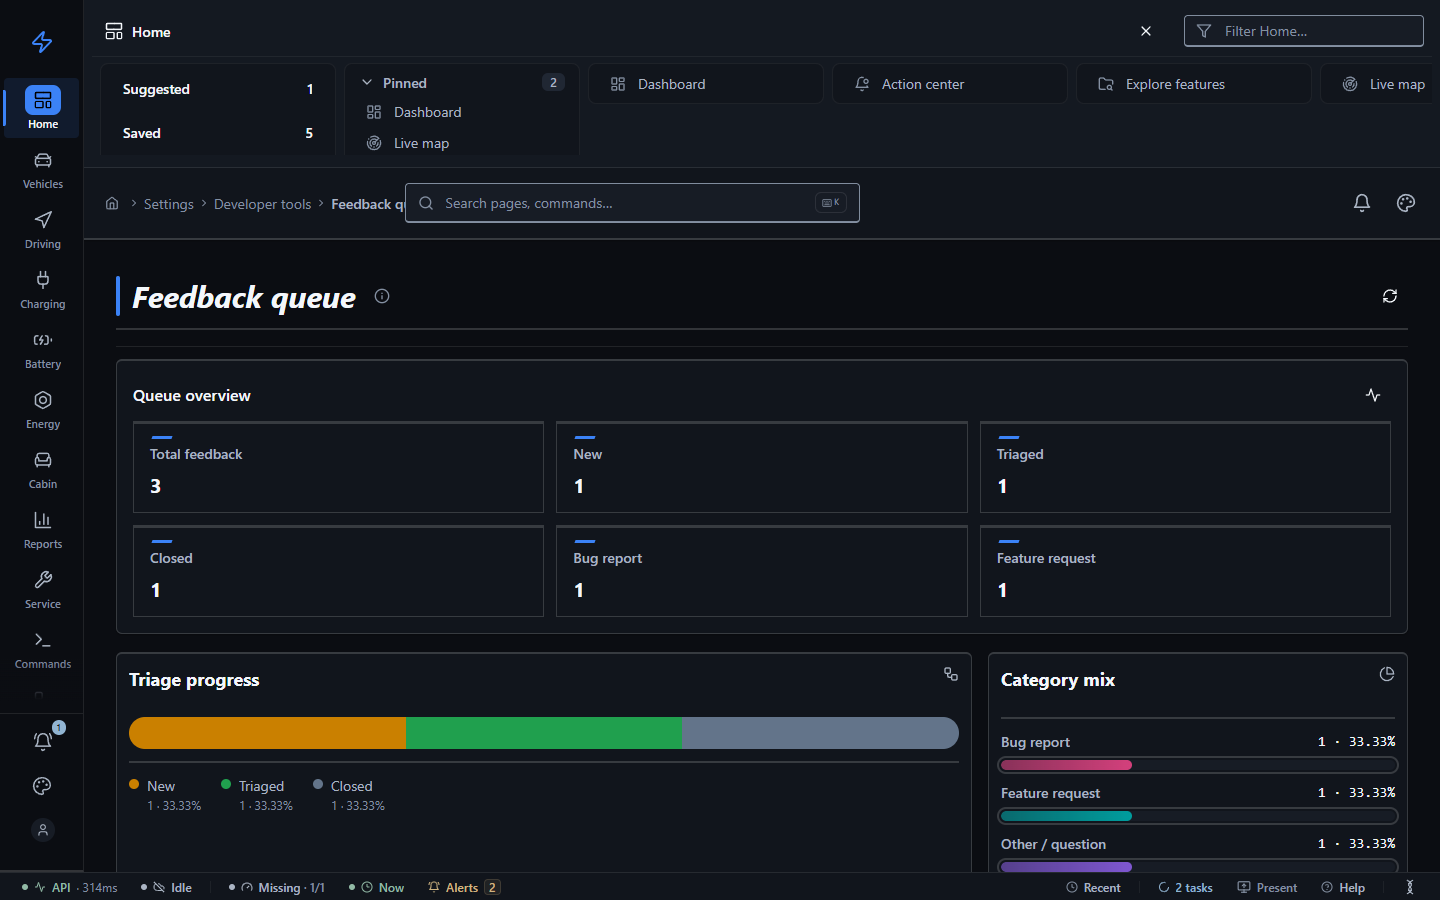 Home
Filter Home...
Suggested 1
Saved 5
Pinned 2
Dashboard
Live map
Dashboard
Action center
Explore features
Live map
Home
Vehicles
Driving
Charging
Battery
Energy
Cabin
Reports
Service
Commands
1
Settings
Developer tools
Feedback q
Search pages, commands...
K
Feedback queue
Queue overview
Total feedback
3
New
1
Triaged
1
Closed
1
Bug report
1
Feature request
1
Triage progress
New
1 · 33.33%
Triaged
1 · 33.33%
Closed
1 · 33.33%
Category mix
Bug report 1 · 33.33%
Feature request 1 · 33.33%
Other / question 1 · 33.33%
API · 314ms
Idle
Missing · 1/1
Now
Alerts 2
Recent
2 tasks
Present
Help